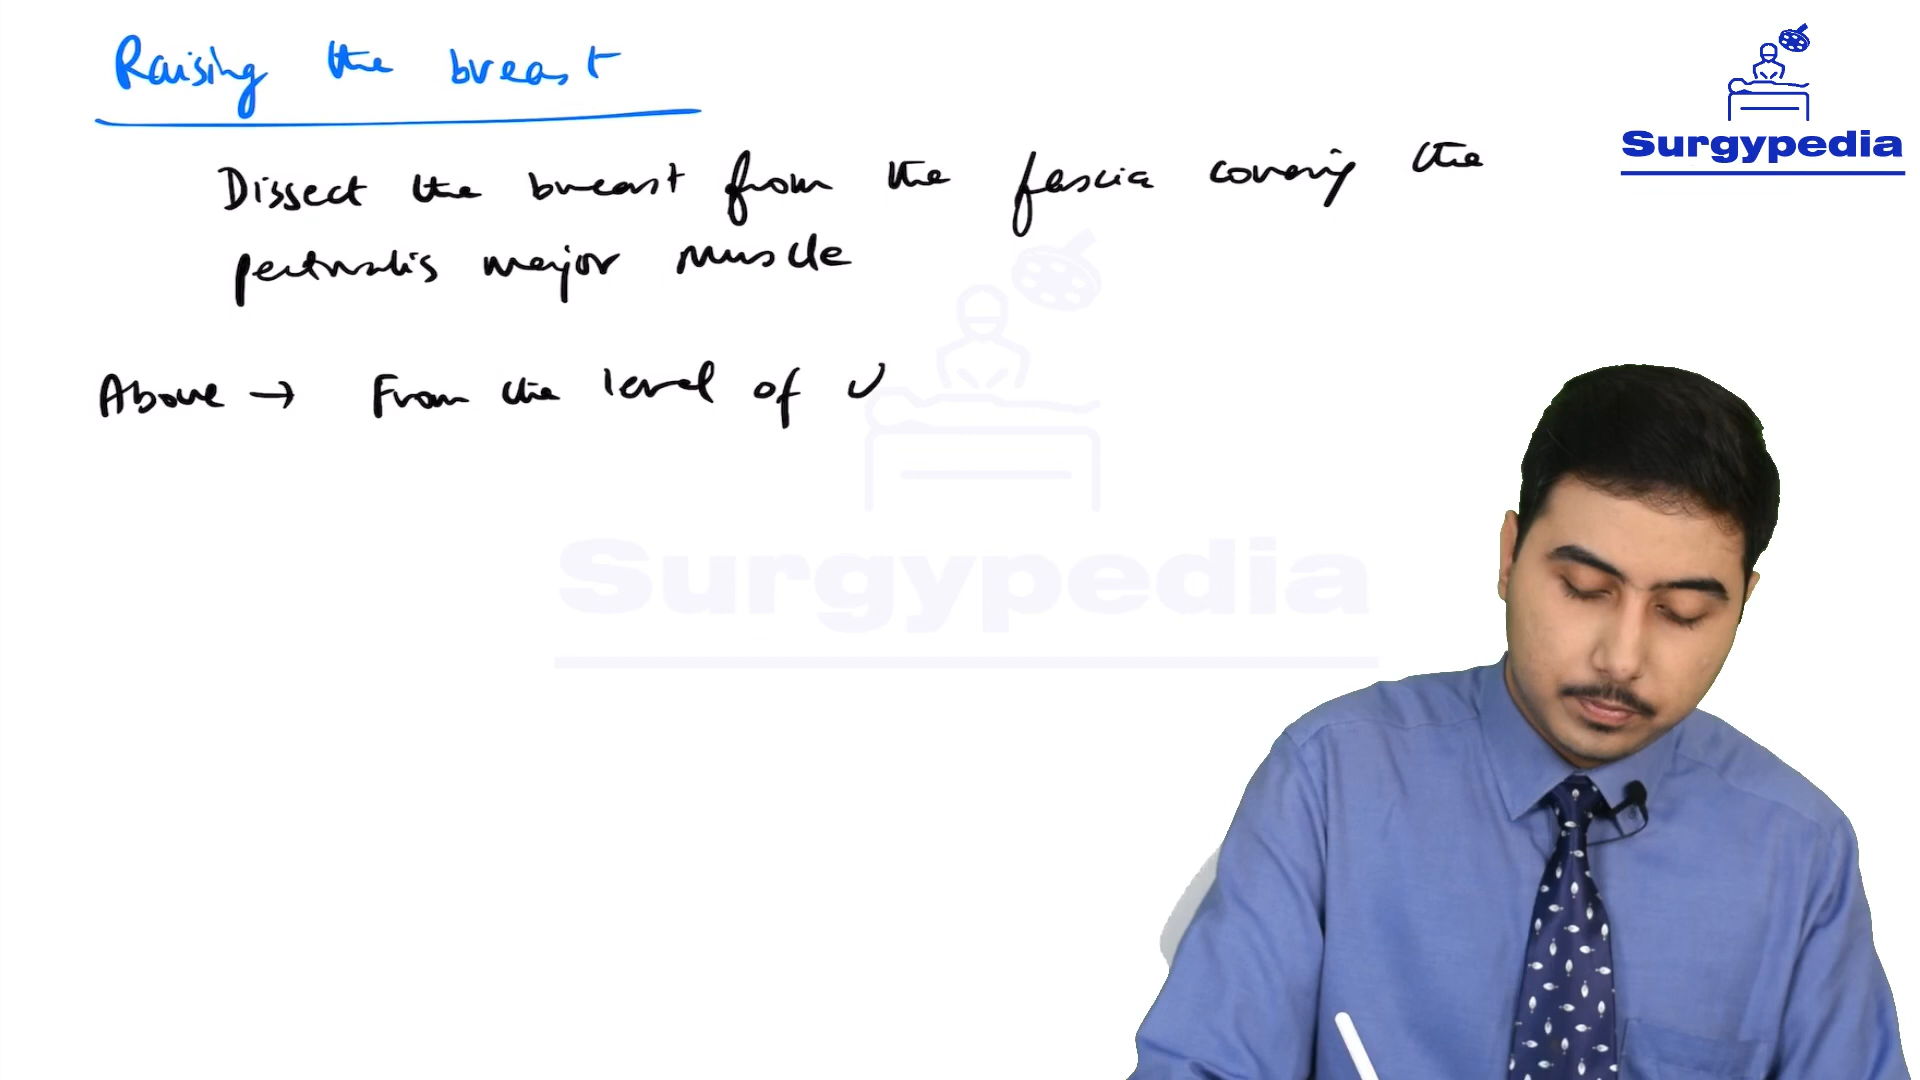 Raising the breast
Surgypedia
Dissect the breast from the fascia covering the
pectoralis major muscle
Above → From the level of
Surgypedia